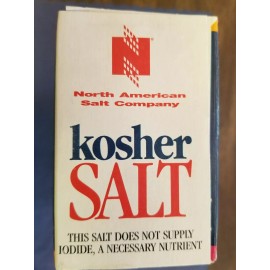 North American
Salt Company
kosher
SALT
THIS SALT DOES NOT SUPPLY
IODIDE, A NECESSARY NUTRIENT